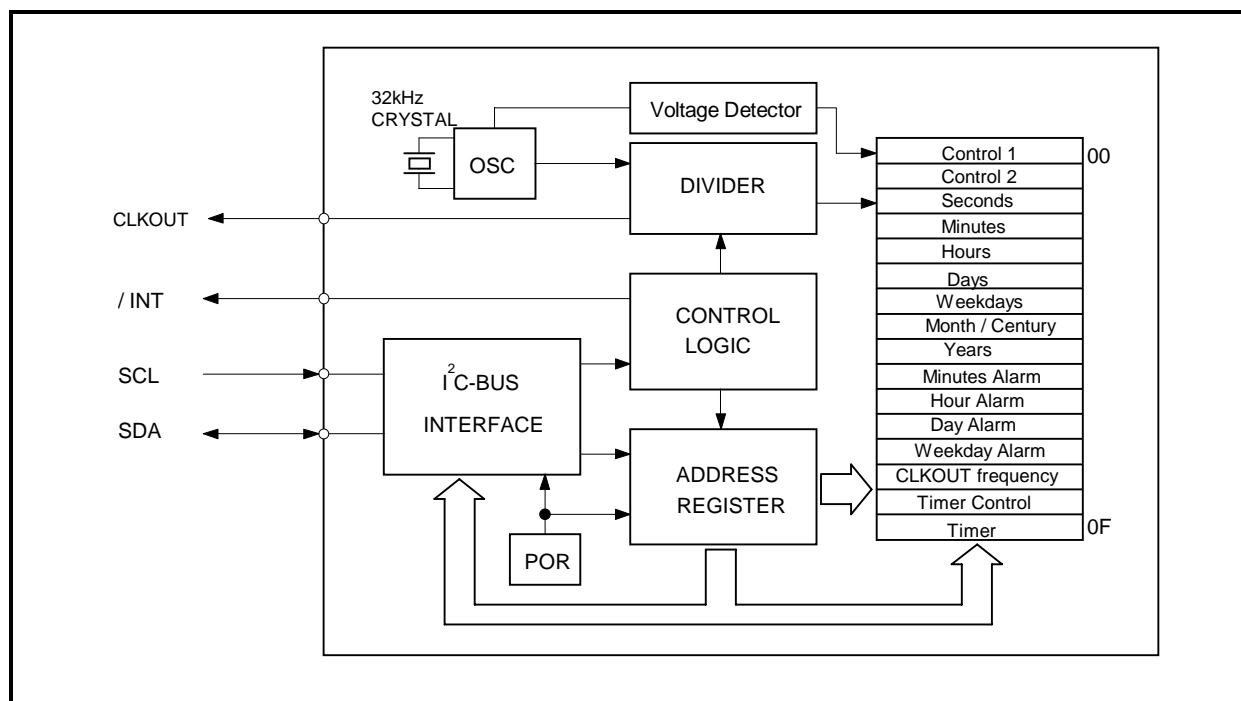 32kHz
CRYSTAL
OSC
Voltage Detector
DIVIDER
CLKOUT
/ INT
SCL
SDA
I²C-BUS
INTERFACE
CONTROL
LOGIC
ADDRESS
REGISTER
POR
Control 1
00
Control 2
Seconds
Minutes
Hours
Days
Weekdays
Month / Century
Years
Minutes Alarm
Hour Alarm
Day Alarm
Weekday Alarm
CLKOUT frequency
Timer Control
Timer
0F